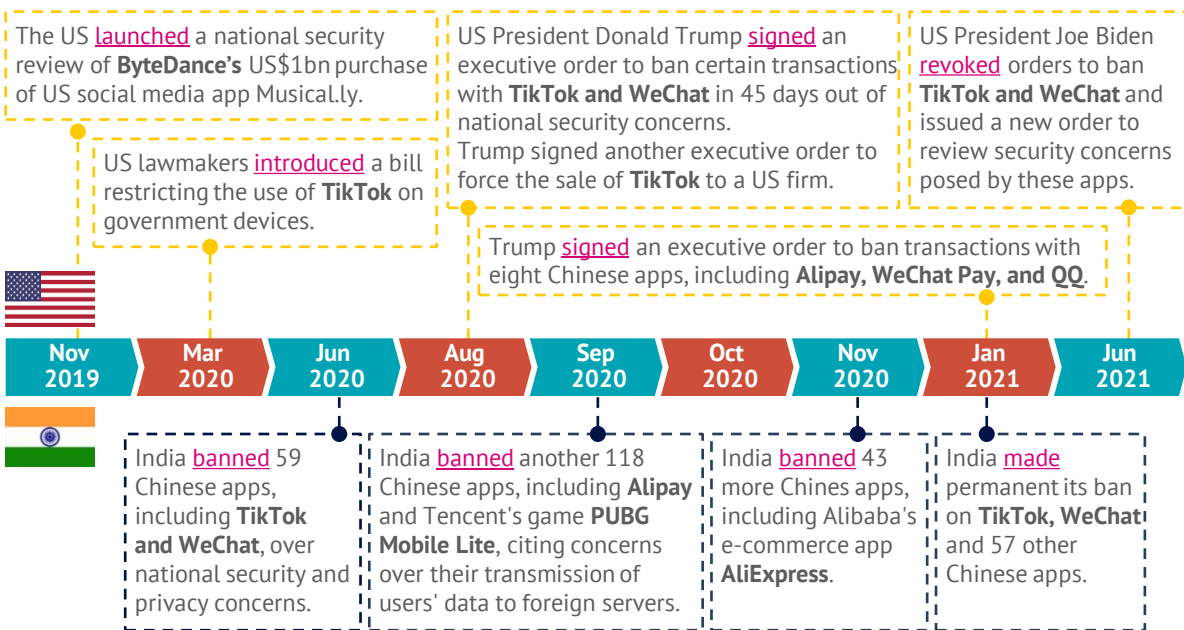 The US launched a national security
review of ByteDance's US$1bn purchase
of US social media app Musical.ly.
US lawmakers introduced a bill
restricting the use of TikTok on
government devices.
US President Donald Trump signed an
executive order to ban certain transactions
with TikTok and WeChat in 45 days out of
national security concerns.
Trump signed another executive order to
force the sale of TikTok to a US firm.
US President Joe Biden
revoked orders to ban
TikTok and WeChat and
issued a new order to
review security concerns
posed by these apps.
Trump signed an executive order to ban transactions with
eight Chinese apps, including Alipay, WeChat Pay, and QQ.
Nov
2019
Mar
2020
Jun
2020
Aug
2020
Sep
2020
Oct
2020
Nov
2020
Jan
2021
Jun
2021
India banned 59
Chinese apps,
including TikTok
and WeChat, over
national security and
privacy concerns.
India banned another 118
Chinese apps, including Alipay
and Tencent's game PUBG
Mobile Lite, citing concerns
over their transmission of
users' data to foreign servers.
India banned 43
more Chines apps,
including Alibaba's
e-commerce app
AliExpress.
India made
permanent its ban
on TikTok, WeChat
and 57 other
Chinese apps.